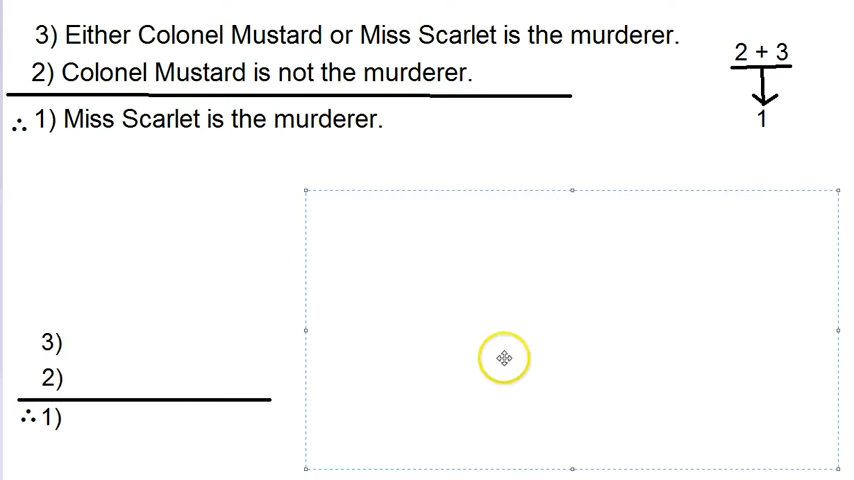 3) Either Colonel Mustard or Miss Scarlet is the murderer.
2) Colonel Mustard is not the murderer.
∴ 1) Miss Scarlet is the murderer.
2 + 3
1
3)
2)
∴ 1)